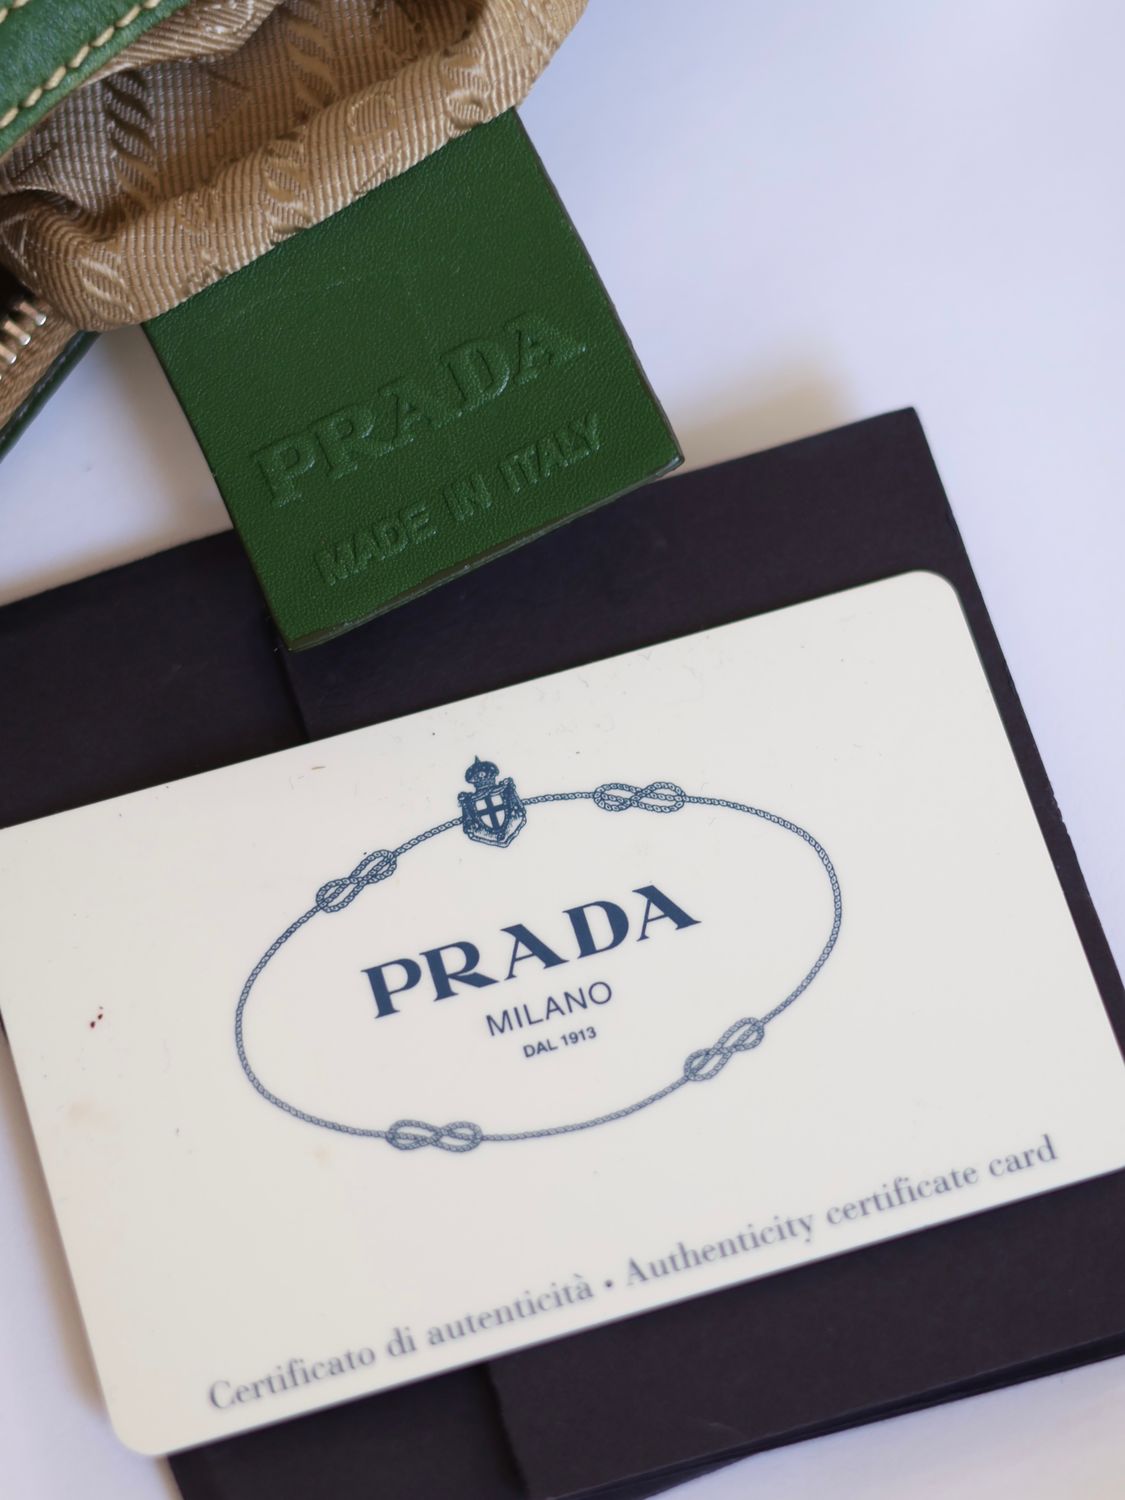 PRADA
MADE IN ITALY
PRADA
MILANO
DAL 1913
Certificato di autenticità • Authenticity certificate card